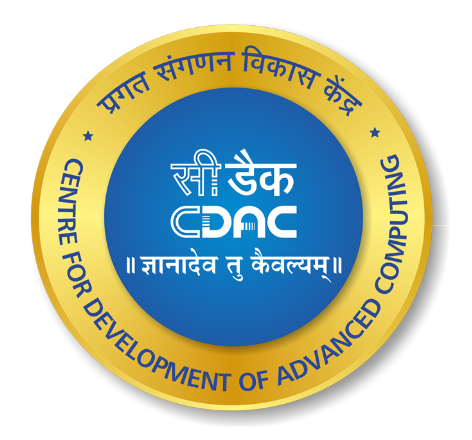 प्रगत संगणन विकास केंद्र
सी डैक
CDAC
॥ ज्ञानादेव तु कैवल्यम् ॥
CENTRE FOR DEVELOPMENT OF ADVANCED COMPUTING